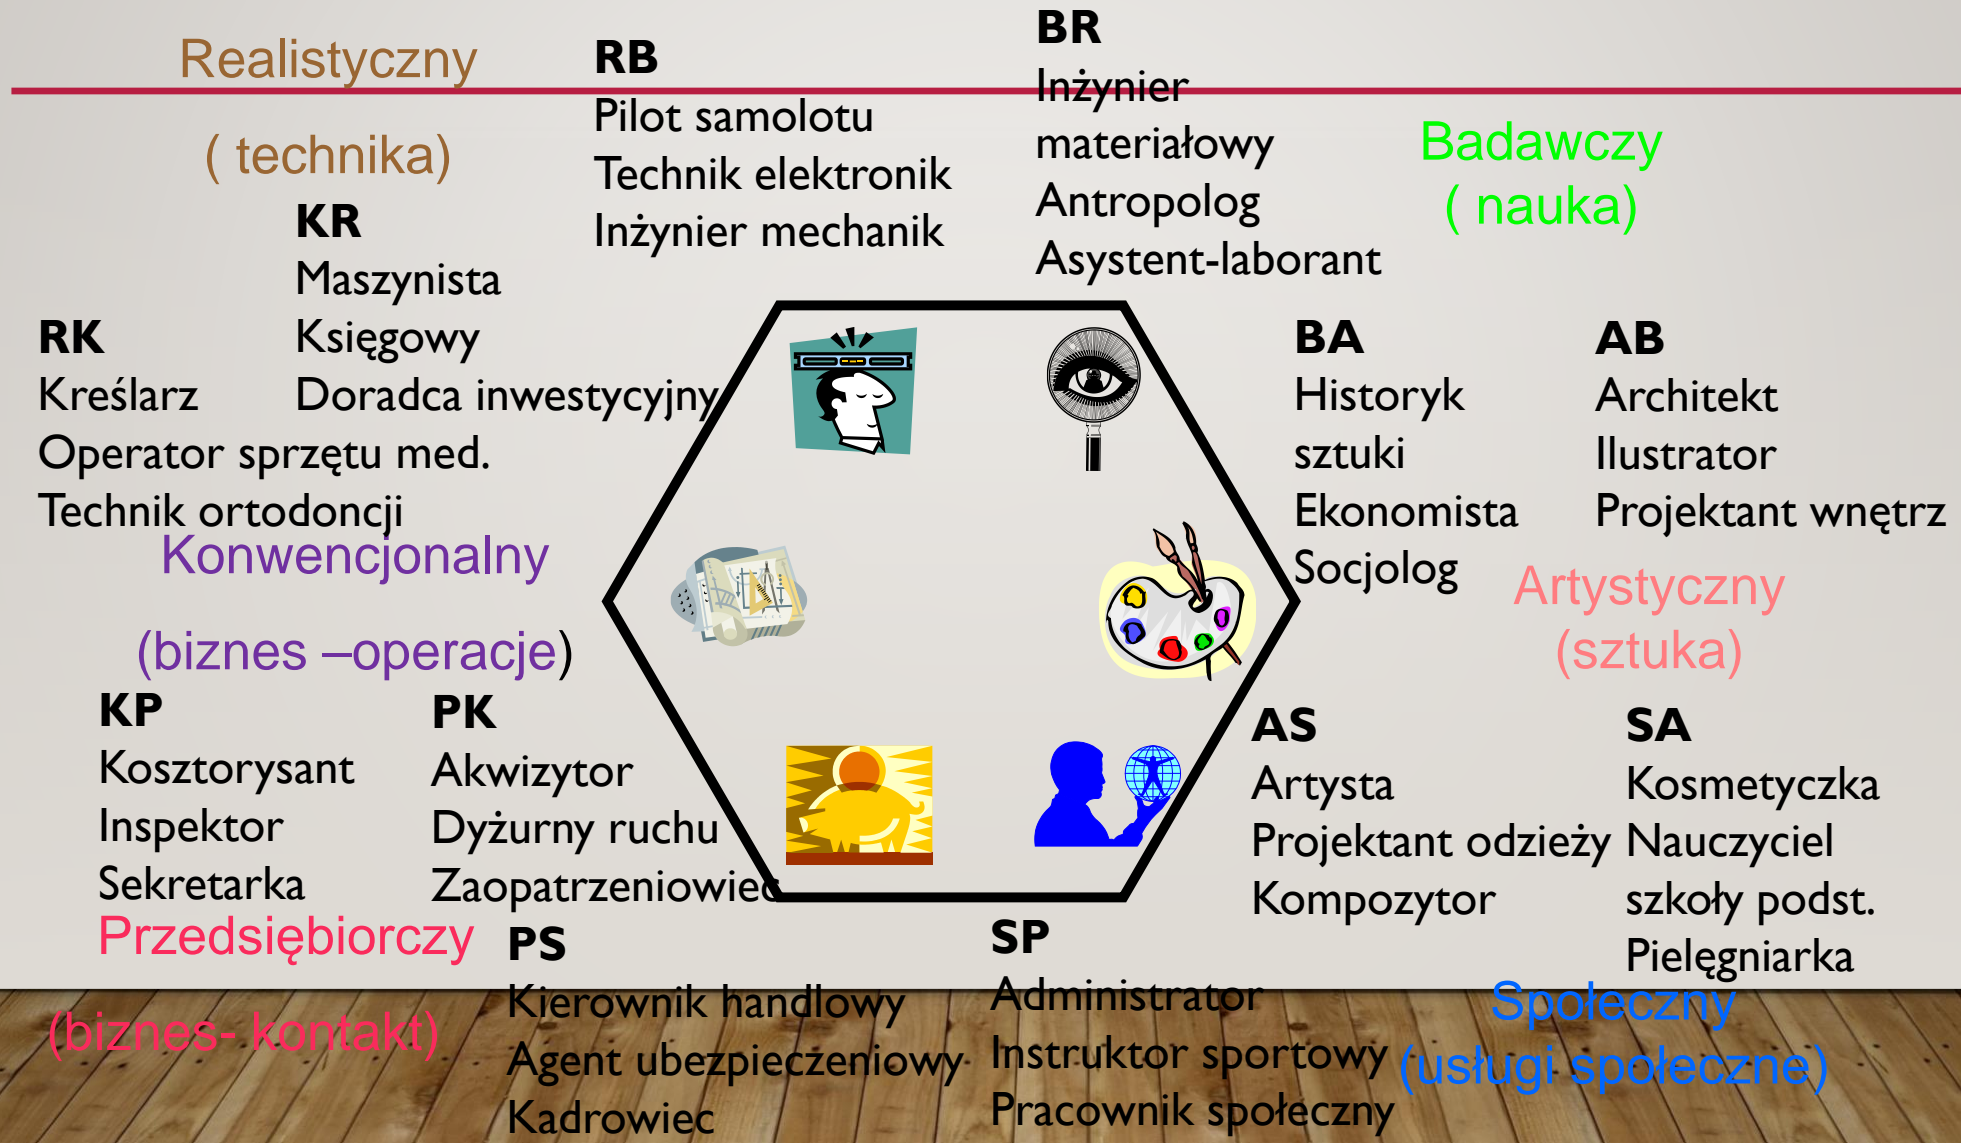 Realistyczny
( technika)
RB
Pilot samolotu
Technik elektronik
Inżynier mechanik
BR
Inżynier
materiałowy
Antropolog
Asystent-laborant
Badawczy
( nauka)
KR
Maszynista
Księgowy
Doradca inwestycyjny
RK
Kreślarz
Operator sprzętu med.
Technik ortodoncji
BA
Historyk
sztuki
Ekonomista
Socjolog
AB
Architekt
Ilustrator
Projektant wnętrz
Konwencjonalny
(biznes –operacje)
Artystyczny
(sztuka)
KP
Kosztorysant
Inspektor
Sekretarka
PK
Akwizytor
Dyżurny ruchu
Zaopatrzeniowiec
AS
Artysta
Projektant odzieży
Kompozytor
SA
Kosmetyczka
Nauczyciel
szkoły podst.
Pielęgniarka
Przedsiębiorczy
(biznes- kontakt)
PS
Kierownik handlowy
Agent ubezpieczeniowy
Kadrowiec
SP
Administrator
Instruktor sportowy
Pracownik społeczny
Społeczny
(usługi społeczne)